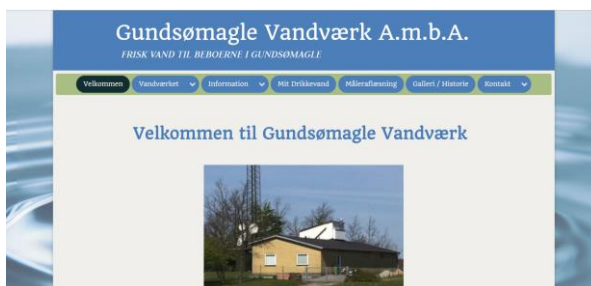 Gundsømagle Vandværk A.m.b.A.
FRISK VAND TIL BEBOERNE I GUNDSØMAGLE
Velkommen Vandværket Information Mit Drikkevand Måleraflæsning Galleri / Historie Kontakt
Velkommen til Gundsømagle Vandværk